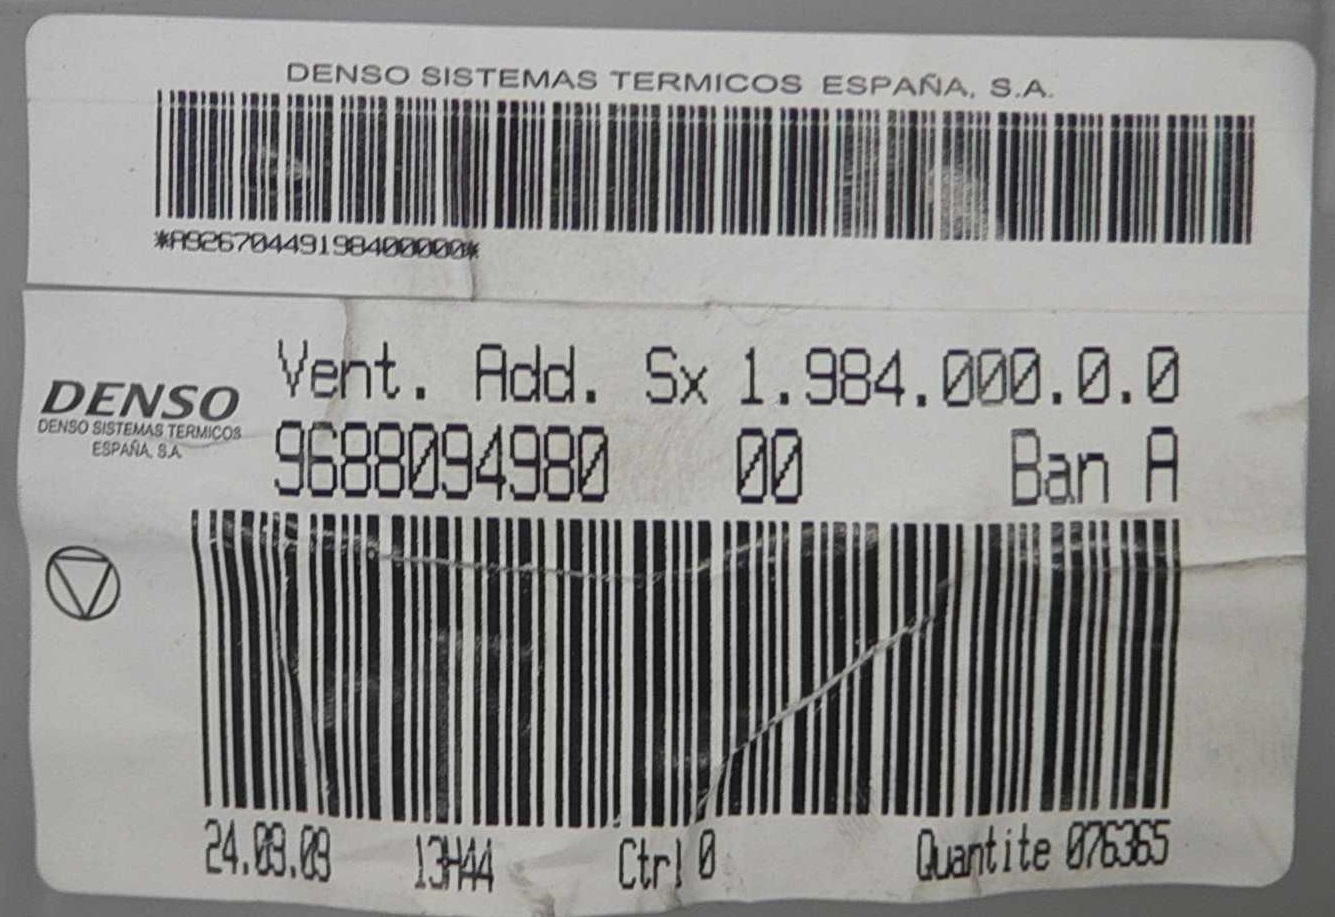 DENSO SISTEMAS TERMICOS ESPAÑA, S.A.
*A92670449198400000*
Vent. Add. Sx 1.984.000.0.0
DENSO
DENSO SISTEMAS TERMICOS
ESPAÑA, S.A
9688094980 00 Ban A
24.09.09 13H44 Ctrl 0 Quantite 076365